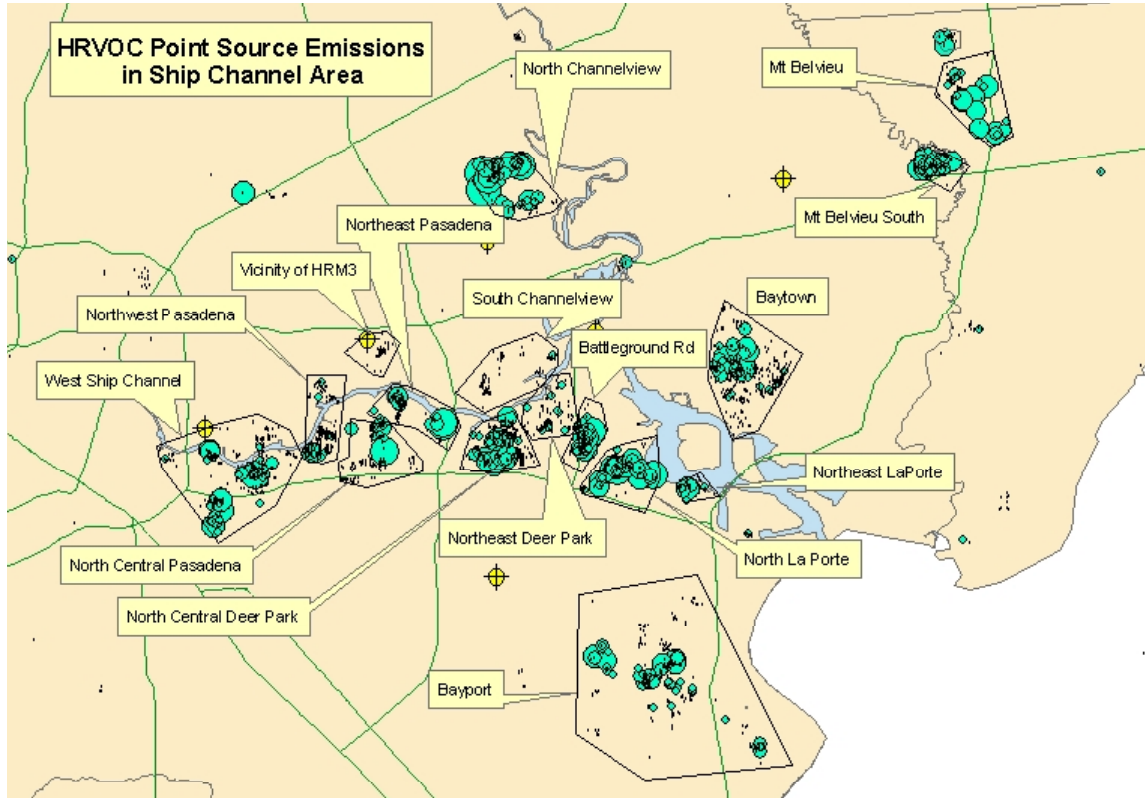 HRVOC Point Source Emissions
in Ship Channel Area
North Channelview
Mt Belvieu
Mt Belvieu South
Northeast Pasadena
Vicinity of HRM3
South Channelview
Baytown
Northwest Pasadena
Battleground Rd
West Ship Channel
Northeast LaPorte
Northeast Deer Park
North La Porte
North Central Pasadena
North Central Deer Park
Bayport